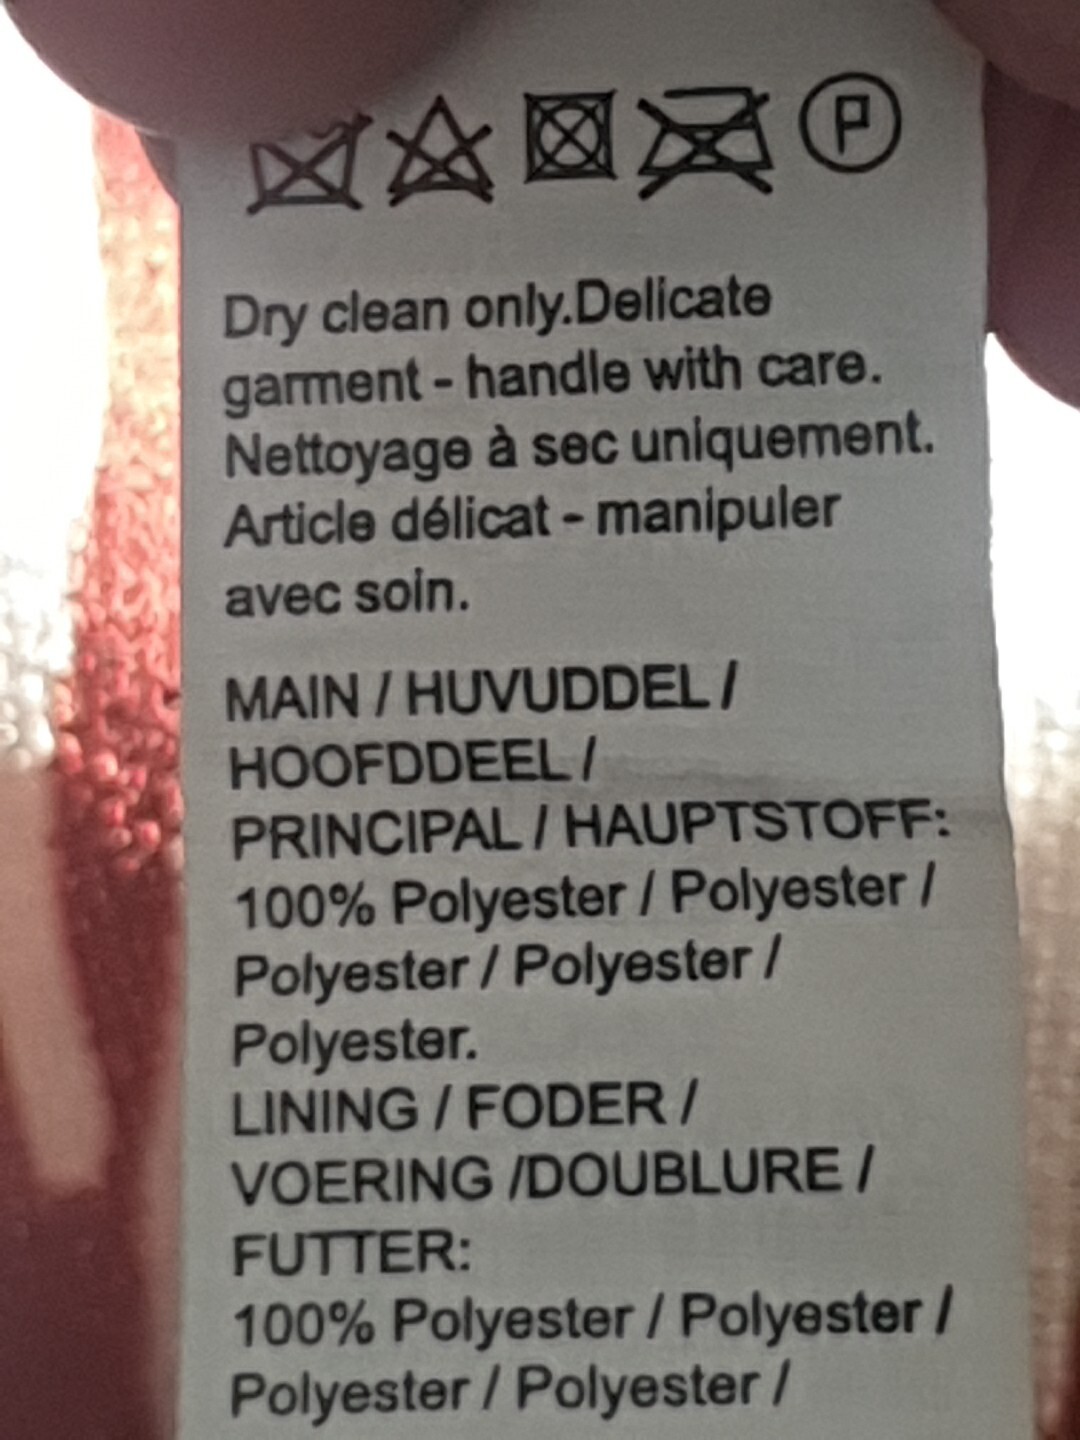 P
Dry clean only.Delicate
garment - handle with care.
Nettoyage à sec uniquement.
Article délicat - manipuler
avec soin.
MAIN / HUVUDDEL /
HOOFDDEEL /
PRINCIPAL / HAUPTSTOFF:
100% Polyester / Polyester /
Polyester / Polyester /
Polyester.
LINING / FODER /
VOERING /DOUBLURE /
FUTTER:
100% Polyester / Polyester /
Polyester / Polyester /